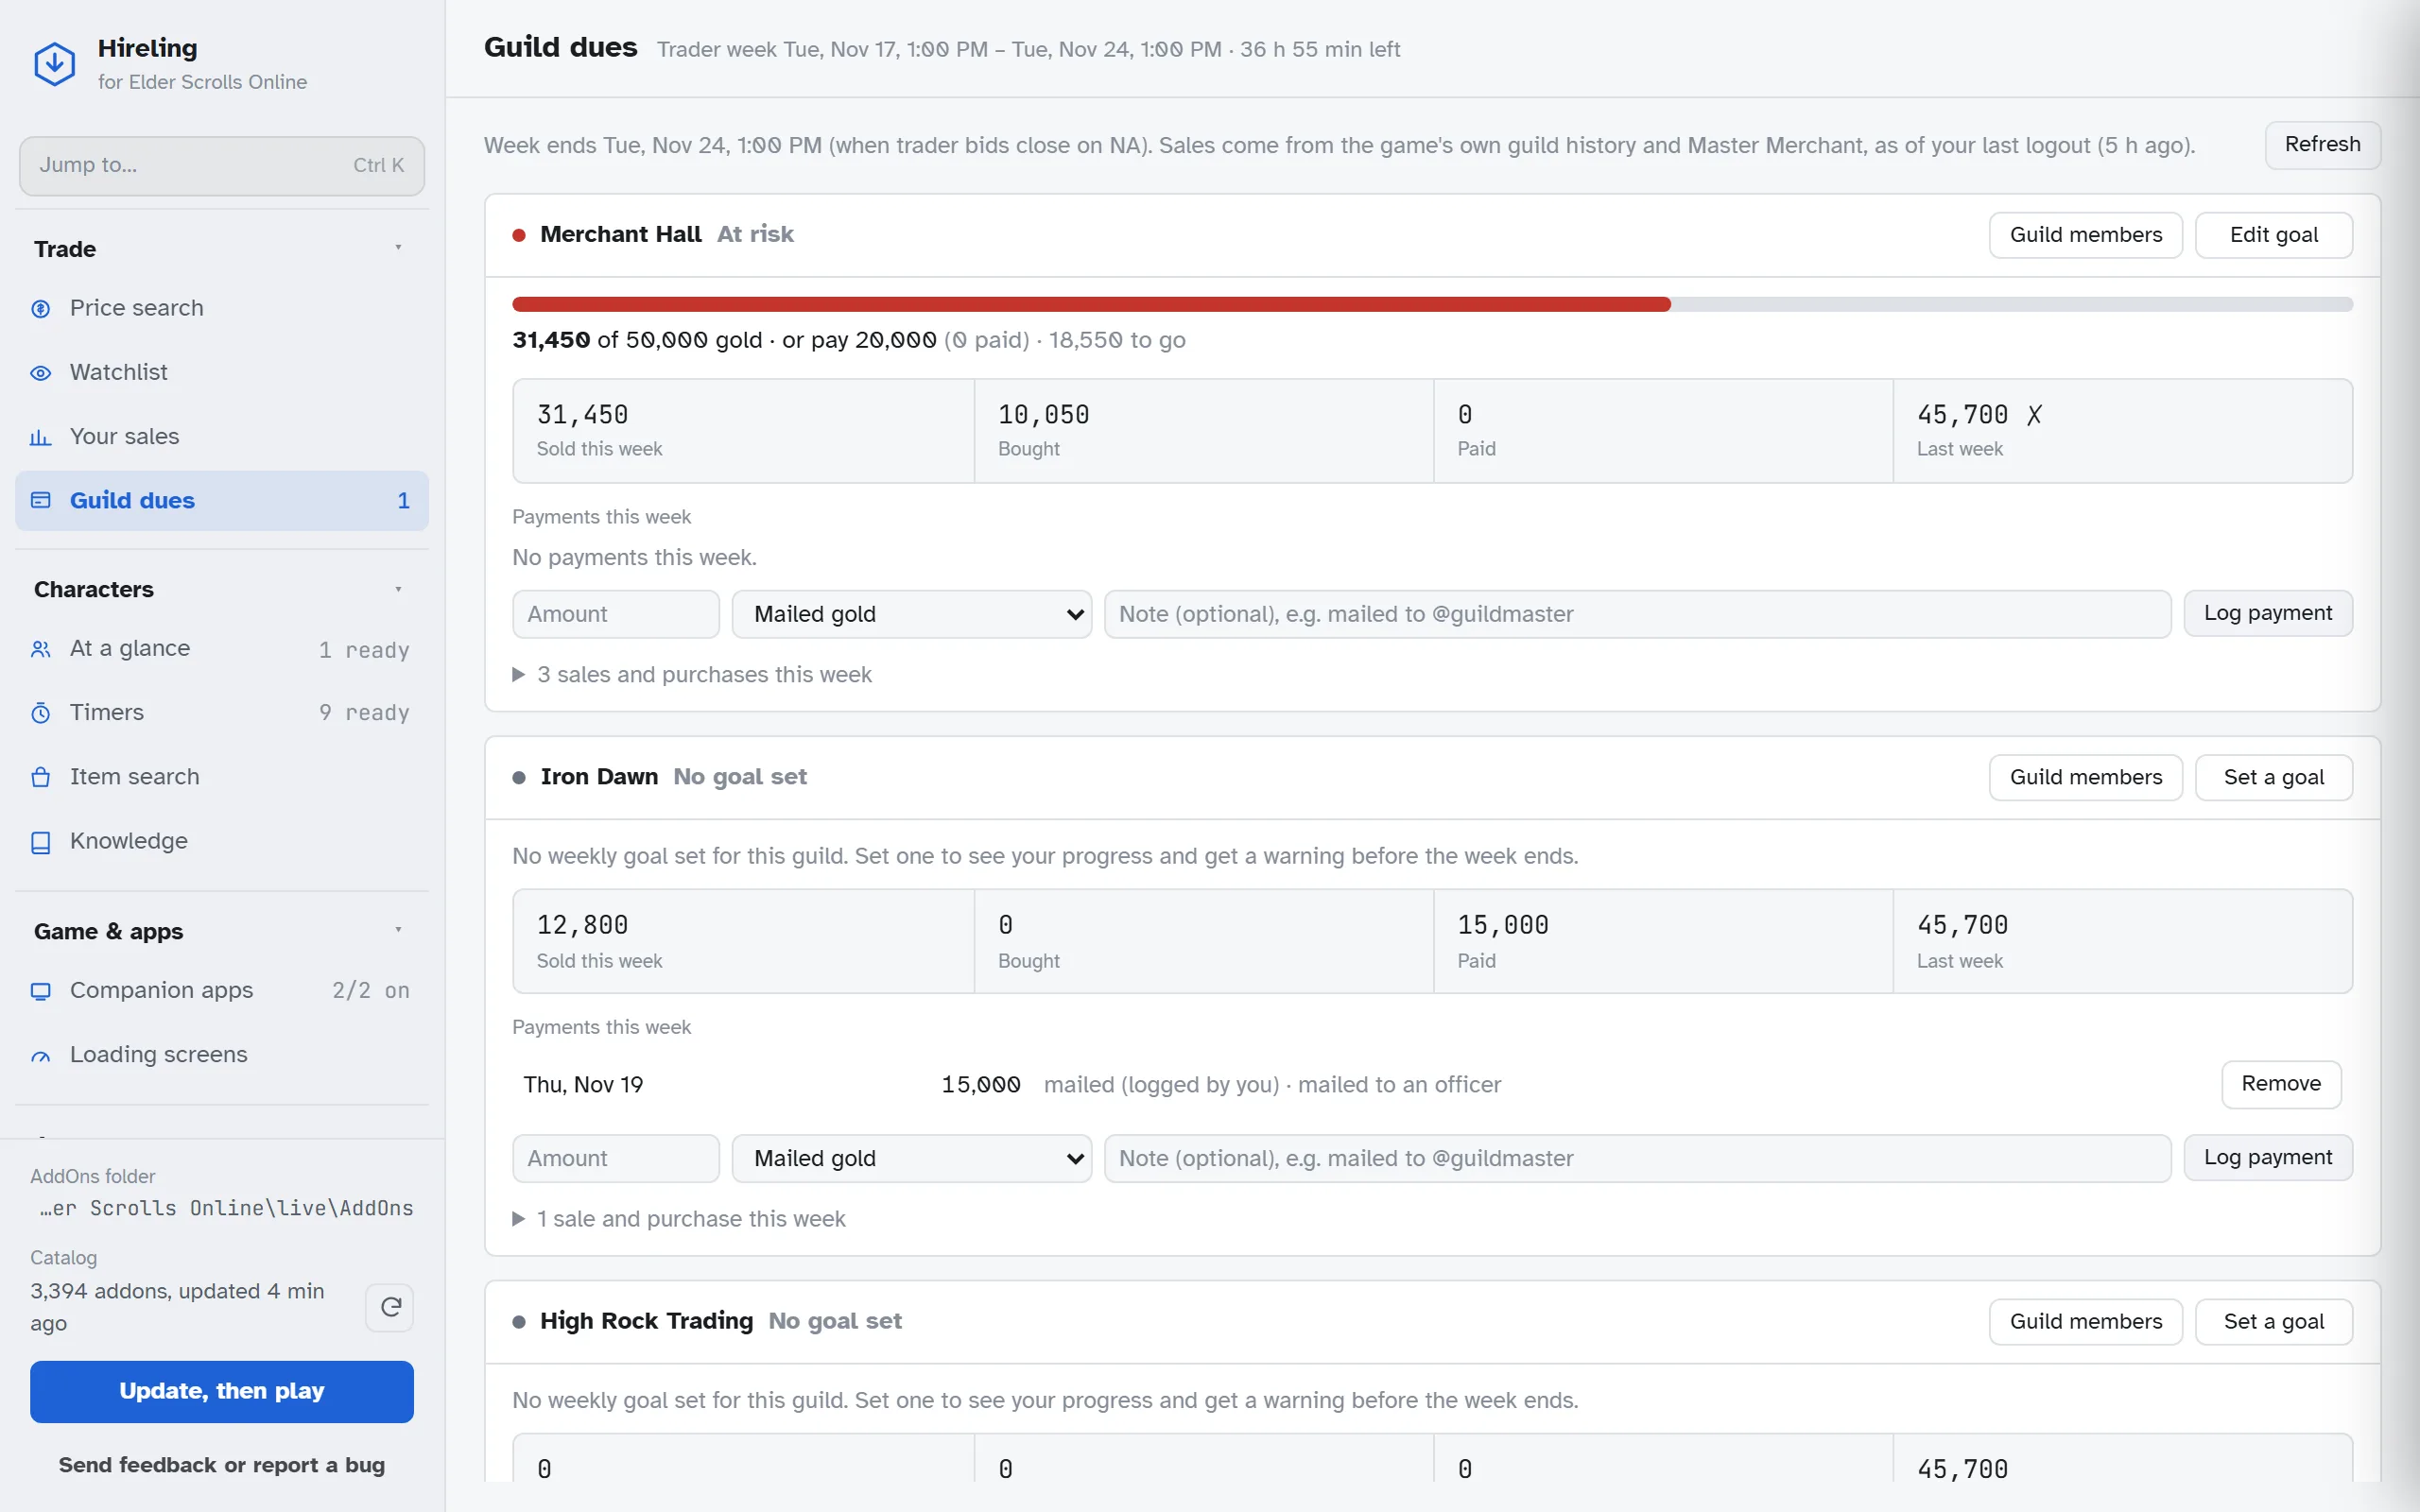 Hireling
for Elder Scrolls Online
Jump to... Ctrl K
Trade
Price search
Watchlist
Your sales
Guild dues 1
Characters
At a glance 1 ready
Timers 9 ready
Item search
Knowledge
Game & apps
Companion apps 2/2 on
Loading screens
AddOns folder
…er Scrolls Online\live\AddOns
Catalog
3,394 addons, updated 4 min
ago
Update, then play
Send feedback or report a bug
Guild dues Trader week Tue, Nov 17, 1:00 PM – Tue, Nov 24, 1:00 PM · 36 h 55 min left
Week ends Tue, Nov 24, 1:00 PM (when trader bids close on NA). Sales come from the game's own guild history and Master Merchant, as of your last logout (5 h ago). Refresh
Merchant Hall At risk Guild members Edit goal
31,450 of 50,000 gold · or pay 20,000 (0 paid) · 18,550 to go
31,450 10,050 0 45,700 ✗
Sold this week Bought Paid Last week
Payments this week
No payments this week.
Amount Mailed gold Note (optional), e.g. mailed to @guildmaster Log payment
3 sales and purchases this week
Iron Dawn No goal set Guild members Set a goal
No weekly goal set for this guild. Set one to see your progress and get a warning before the week ends.
12,800 0 15,000 45,700
Sold this week Bought Paid Last week
Payments this week
Thu, Nov 19 15,000 mailed (logged by you) · mailed to an officer Remove
Amount Mailed gold Note (optional), e.g. mailed to @guildmaster Log payment
1 sale and purchase this week
High Rock Trading No goal set Guild members Set a goal
No weekly goal set for this guild. Set one to see your progress and get a warning before the week ends.
0 0 0 45,700